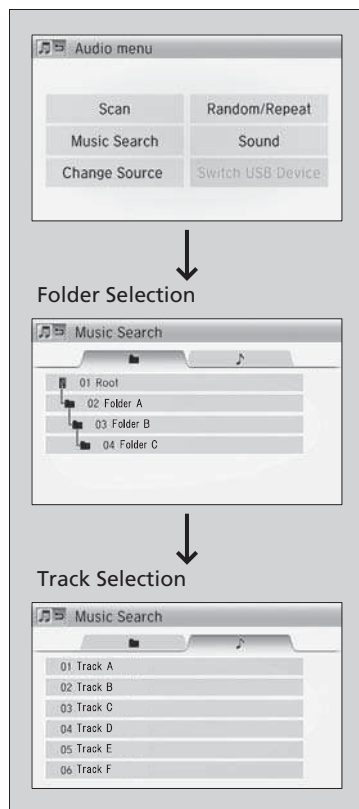 Audio menu
Scan Random/Repeat
Music Search Sound
Change Source Switch USB Device
Folder Selection
Music Search
01 Root
02 Folder A
03 Folder B
04 Folder C
Track Selection
Music Search
01 Track A
02 Track B
03 Track C
04 Track D
05 Track E
06 Track F